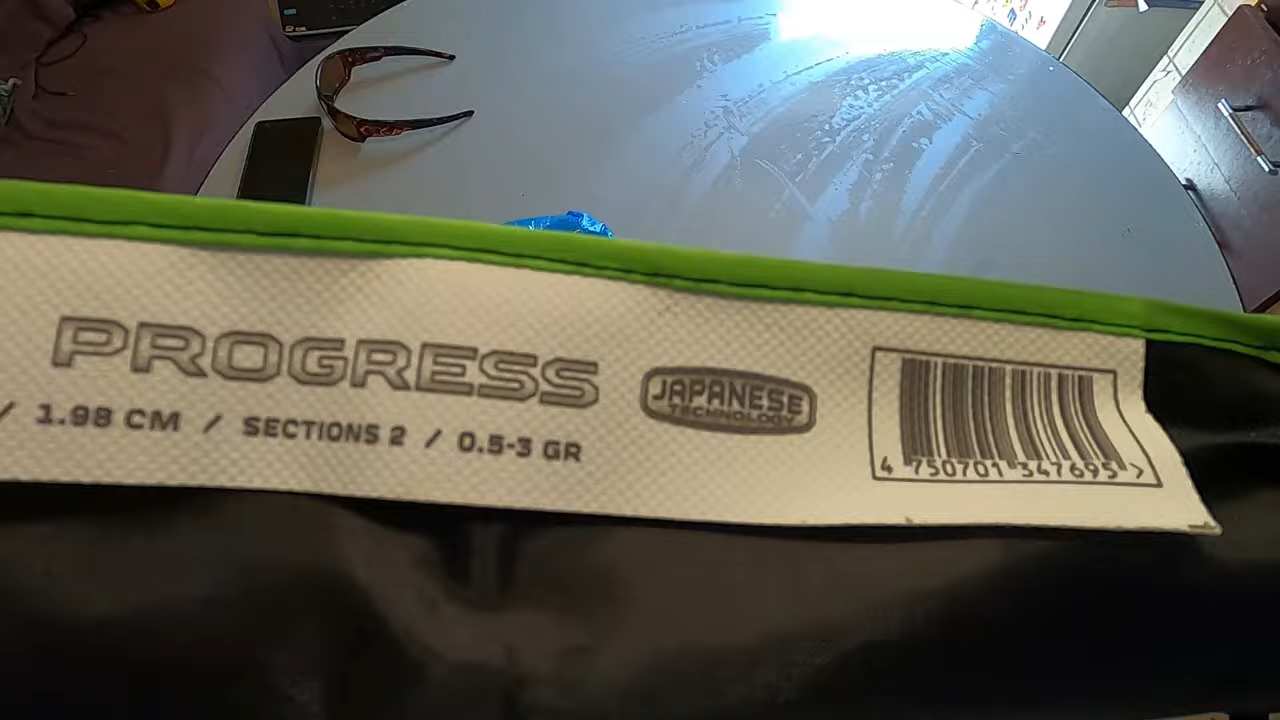 PROGRESS
/ 1.98 CM / SECTIONS 2 / 0.5-3 GR
JAPANESE
TECHNOLOGY
4 750701 347695 >